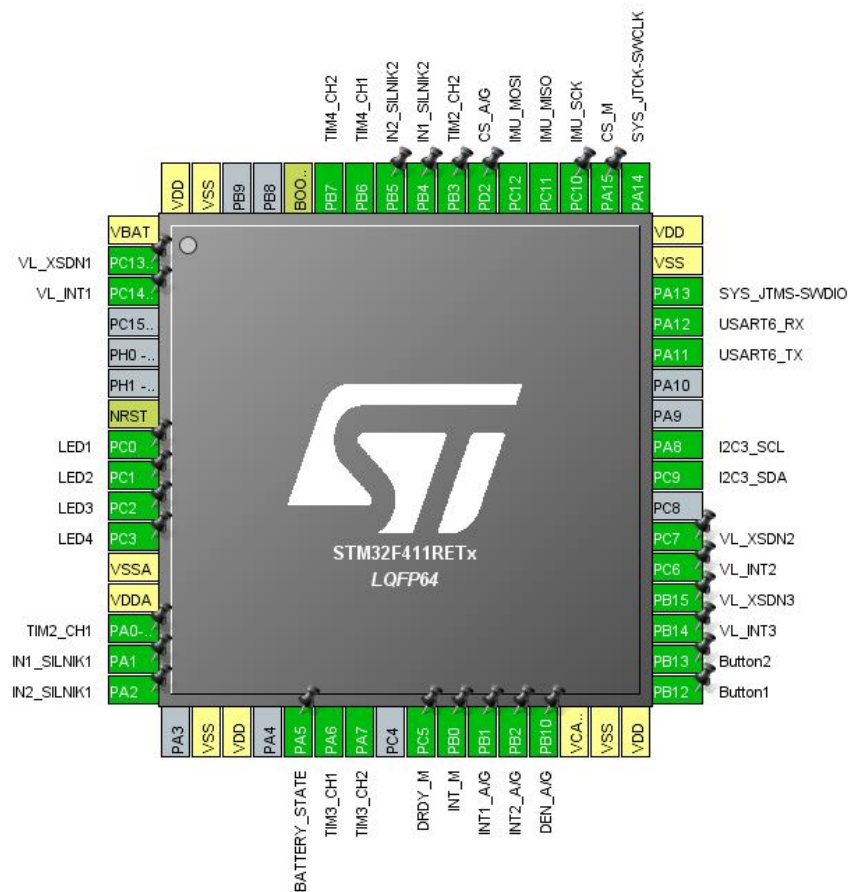 TIM4_CH2
TIM4_CH1
IN2_SILNIK2
IN1_SILNIK2
TIM2_CH2
CS_A/G
IMU_MOSI
IMU_MISO
IMU_SCK
CS_M
SYS_JTCK-SWCLK
VDD
VSS
PB9
PB8
BOO..
PB7
PB6
PB5
PB4
PB3
PD2
PC12
PC11
PC10
PA15
PA14
VBAT
VL_XSDN1 PC13..
VL_INT1 PC14..
PC15..
PH0 -..
PH1 -..
NRST
LED1 PC0
LED2 PC1
LED3 PC2
LED4 PC3
VSSA
VDDA
TIM2_CH1 PA0-..
IN1_SILNIK1 PA1
IN2_SILNIK1 PA2
ST
STM32F411RETx
LQFP64
VDD
VSS
PA13 SYS_JTMS-SWDIO
PA12 USART6_RX
PA11 USART6_TX
PA10
PA9
PA8 I2C3_SCL
PC9 I2C3_SDA
PC8
PC7 VL_XSDN2
PC6 VL_INT2
PB15 VL_XSDN3
PB14 VL_INT3
PB13 Button2
PB12 Button1
PA3
VSS
VDD
PA4
PA5
PA6
PA7
PC4
PC5
PB0
PB1
PB2
PB10
VCA..
VSS
VDD
BATTERY_STATE
TIM3_CH1
TIM3_CH2
DRDY_M
INT_M
INT1_A/G
INT2_A/G
DEN_A/G